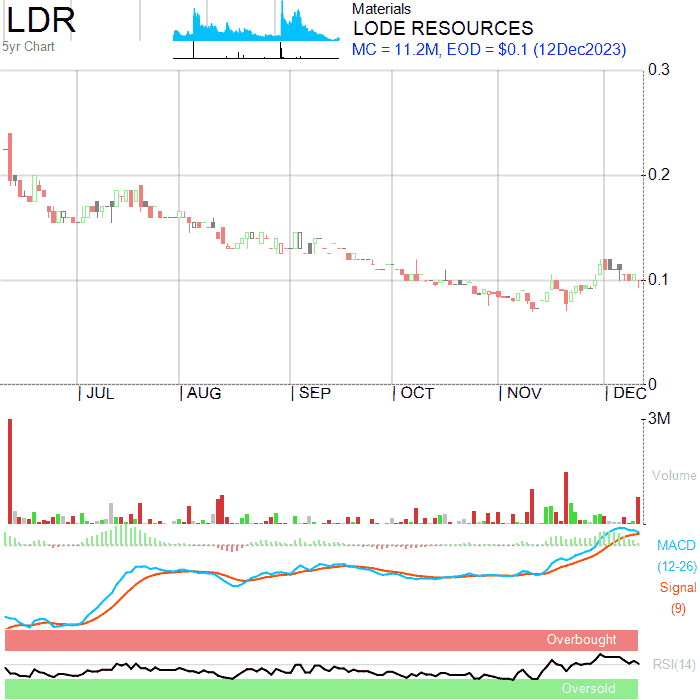 LDR
5yr Chart
Materials
LODE RESOURCES
MC = 11.2M, EOD = $0.1 (12Dec2023)
0.3
0.2
0.1
0
| JUL | AUG | SEP | OCT | NOV | DEC
3M
Volume
MACD
(12-26)
Signal
(9)
Overbought
RSI(14)
Oversold